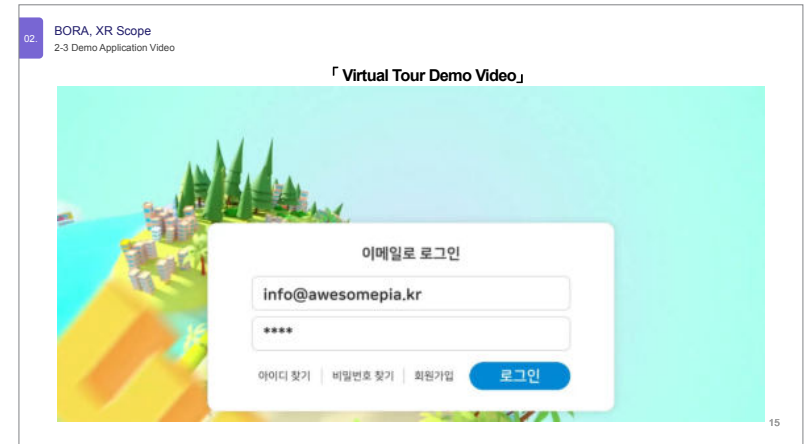 02.
BORA, XR Scope
2-3 Demo Application Video
「 Virtual Tour Demo Video」
이메일로 로그인
info@awesomepia.kr
****
아이디 찾기 | 비밀번호 찾기 | 회원가입 로그인
15